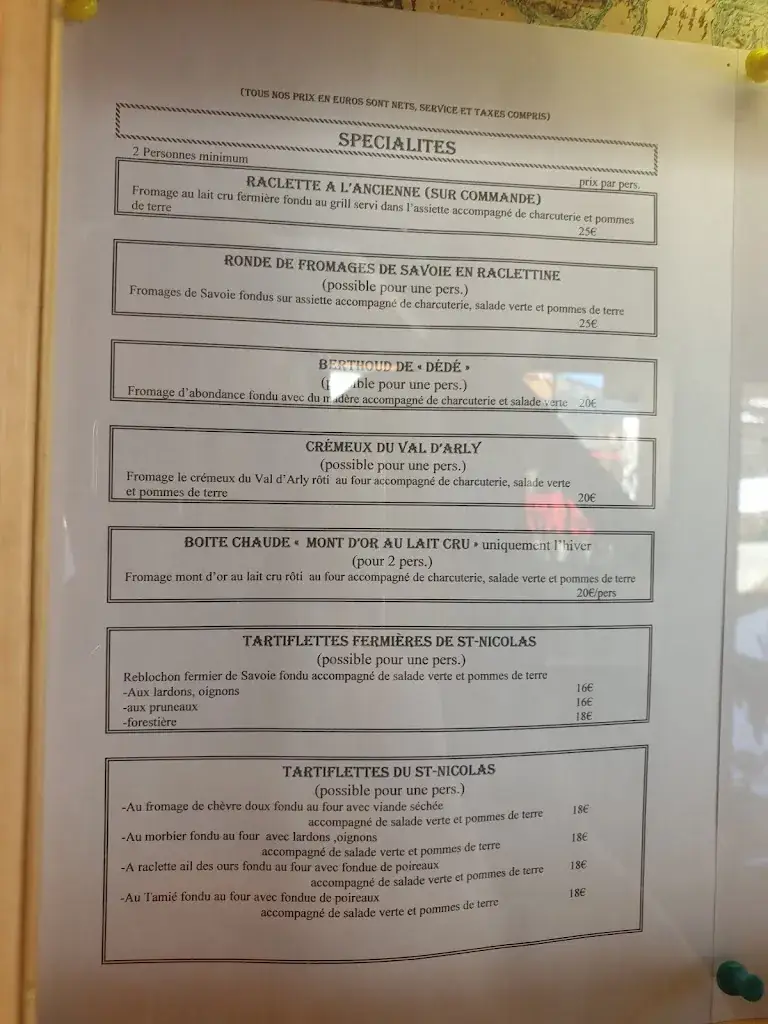 (TOUS NOS PRIX EN EUROS SONT NETS, SERVICE ET TAXES COMPRIS)
SPECIALITES
2 Personnes minimum
prix par pers.
RACLETTE A L'ANCIENNE (SUR COMMANDE)
Fromage au lait cru fermière fondu au grill servi dans l'assiette accompagné de charcuterie et pommes
de terre
25€
RONDE DE FROMAGES DE SAVOIE EN RACLETTINE
(possible pour une pers.)
Fromages de Savoie fondus sur assiette accompagné de charcuterie, salade verte et pommes de terre
25€
BERTHOUD DE « DÉDÉ »
(possible pour une pers.)
Fromage d'abondance fondu avec du madère accompagné de charcuterie et salade verte 20€
CRÉMEUX DU VAL D'ARLY
(possible pour une pers.)
Fromage le crémeux du Val d'Arly rôti au four accompagné de charcuterie, salade verte
et pommes de terre 20€
BOITE CHAUDE « MONT D'OR AU LAIT CRU » uniquement l'hiver
(pour 2 pers.)
Fromage mont d'or au lait cru rôti au four accompagné de charcuterie, salade verte et pommes de terre
20€/pers
TARTIFLETTES FERMIÈRES DE ST-NICOLAS
(possible pour une pers.)
Reblochon fermier de Savoie fondu accompagné de salade verte et pommes de terre
-Aux lardons, oignons 16€
-aux pruneaux 16€
-forestière 18€
TARTIFLETTES DU ST-NICOLAS
(possible pour une pers.)
-Au fromage de chèvre doux fondu au four avec viande séchée 18€
accompagné de salade verte et pommes de terre
-Au morbier fondu au four avec lardons ,oignons 18€
accompagné de salade verte et pommes de terre
-A raclette ail des ours fondu au four avec fondue de poireaux 18€
accompagné de salade verte et pommes de terre
-Au Tamié fondu au four avec fondue de poireaux 18€
accompagné de salade verte et pommes de terre